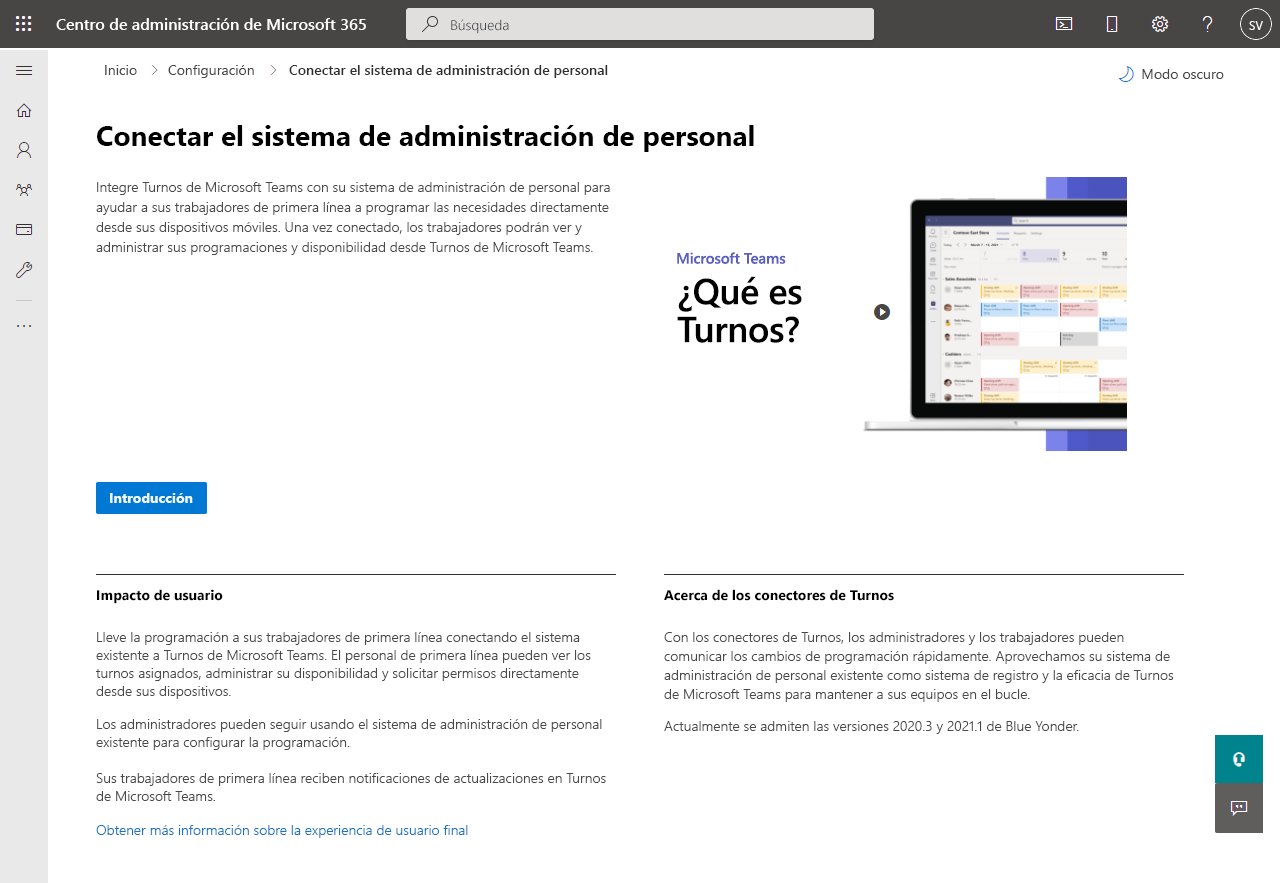 Centro de administración de Microsoft 365
Búsqueda
SV
Inicio
Configuración
Conectar el sistema de administración de personal
Modo oscuro
Conectar el sistema de administración de personal
Integre Turnos de Microsoft Teams con su sistema de administración de personal para
ayudar a sus trabajadores de primera línea a programar las necesidades directamente
desde sus dispositivos móviles. Una vez conectado, los trabajadores podrán ver y
administrar sus programaciones y disponibilidad desde Turnos de Microsoft Teams.
Microsoft Teams
¿Qué es
Turnos?
Introducción
Impacto de usuario
Lleve la programación a sus trabajadores de primera línea conectando el sistema
existente a Turnos de Microsoft Teams. El personal de primera línea pueden ver los
turnos asignados, administrar su disponibilidad y solicitar permisos directamente
desde sus dispositivos.
Los administradores pueden seguir usando el sistema de administración de personal
existente para configurar la programación.
Sus trabajadores de primera línea reciben notificaciones de actualizaciones en Turnos
de Microsoft Teams.
Obtener más información sobre la experiencia de usuario final
Acerca de los conectores de Turnos
Con los conectores de Turnos, los administradores y los trabajadores pueden
comunicar los cambios de programación rápidamente. Aprovechamos su sistema de
administración de personal existente como sistema de registro y la eficacia de Turnos
de Microsoft Teams para mantener a sus equipos en el bucle.
Actualmente se admiten las versiones 2020.3 y 2021.1 de Blue Yonder.